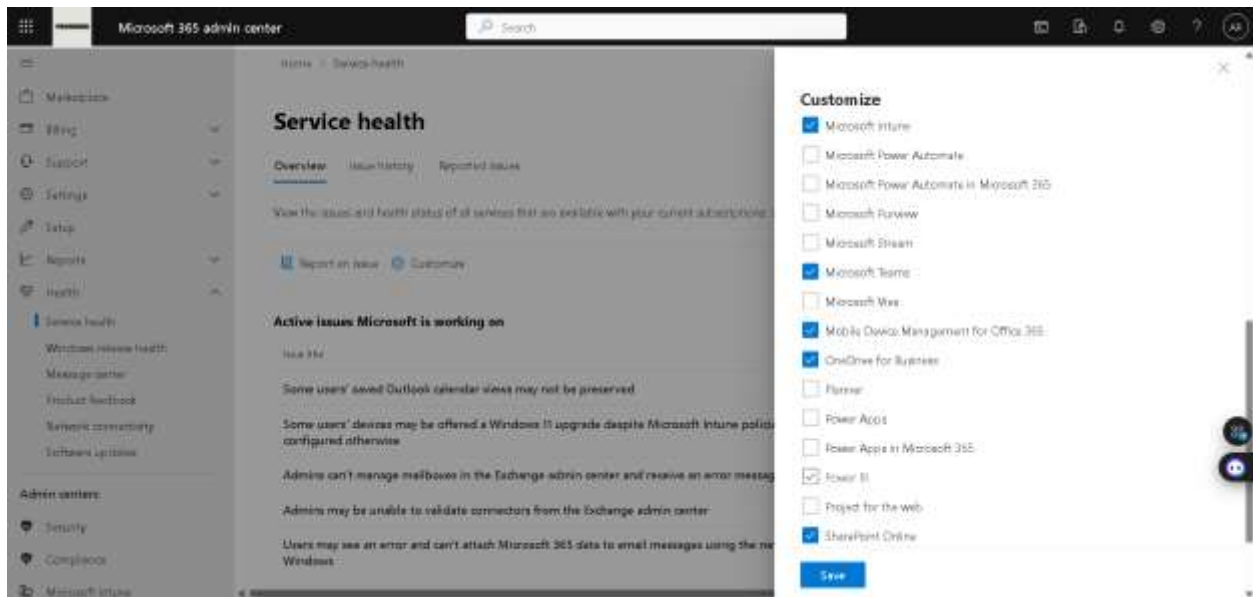 Microsoft 365 admin center
Search
AR
Home > Service health
Marketplace
Billing
Support
Settings
Setup
Reports
Health
Service health
Windows release health
Message center
Product feedback
Network connectivity
Software updates
Admin centers
Security
Compliance
Microsoft Intune
Service health
Overview
Issue history
Reported issues
View the issues and health status of all services that are available with your current subscriptions.
Report an issue
Customize
Active issues Microsoft is working on
Issue title
Some users' saved Outlook calendar views may not be preserved
Some users' devices may be offered a Windows 11 upgrade despite Microsoft Intune
configured otherwise
Admins can't manage mailboxes in the Exchange admin center and receive an error
Admins may be unable to validate connectors from the Exchange admin center
Users may see an error and can't attach Microsoft 365 data to email messages using the
Windows
Customize
Microsoft Intune
Microsoft Power Automate
Microsoft Power Automate in Microsoft 365
Microsoft Purview
Microsoft Stream
Microsoft Teams
Microsoft Viva
Mobile Device Management for Office 365
OneDrive for Business
Planner
Power Apps
Power Apps in Microsoft 365
Power BI
Project for the web
SharePoint Online
Save